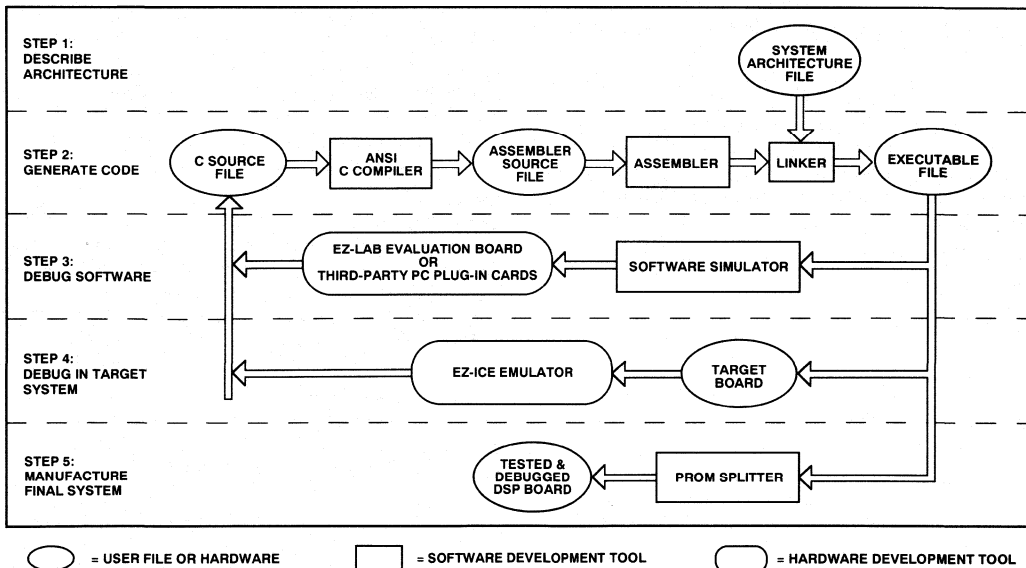 STEP 1:
DESCRIBE
ARCHITECTURE
SYSTEM
ARCHITECTURE
FILE
STEP 2:
GENERATE CODE
C SOURCE
FILE
ANSI
C COMPILER
ASSEMBLER
SOURCE
FILE
ASSEMBLER
LINKER
EXECUTABLE
FILE
STEP 3:
DEBUG SOFTWARE
EZ-LAB EVALUATION BOARD
OR
THIRD-PARTY PC PLUG-IN CARDS
SOFTWARE SIMULATOR
STEP 4:
DEBUG IN TARGET
SYSTEM
EZ-ICE EMULATOR
TARGET
BOARD
STEP 5:
MANUFACTURE
FINAL SYSTEM
TESTED &
DEBUGGED
DSP BOARD
PROM SPLITTER
= USER FILE OR HARDWARE
= SOFTWARE DEVELOPMENT TOOL
= HARDWARE DEVELOPMENT TOOL